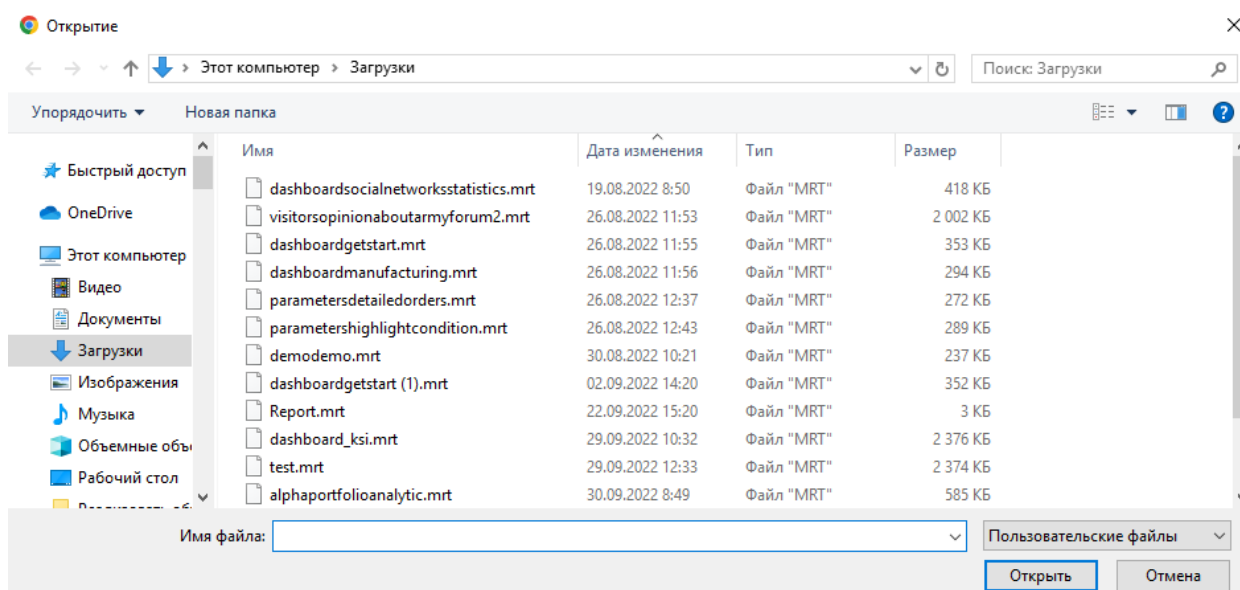 Открытие
Этот компьютер › Загрузки
Поиск: Загрузки
Упорядочить
Новая папка
Имя
Дата изменения
Тип
Размер
Быстрый доступ
OneDrive
Этот компьютер
Видео
Документы
Загрузки
Изображения
Музыка
Объемные объ
Рабочий стол
dashboardsocialnetworksstatistics.mrt 19.08.2022 8:50 Файл "MRT" 418 КБ
visitorsopinionaboutarmyforum2.mrt 26.08.2022 11:53 Файл "MRT" 2 002 КБ
dashboardgetstart.mrt 26.08.2022 11:55 Файл "MRT" 353 КБ
dashboardmanufacturing.mrt 26.08.2022 11:56 Файл "MRT" 294 КБ
parametersdetailedorders.mrt 26.08.2022 12:37 Файл "MRT" 272 КБ
parametershighlightcondition.mrt 26.08.2022 12:43 Файл "MRT" 289 КБ
demodemo.mrt 30.08.2022 10:21 Файл "MRT" 237 КБ
dashboardgetstart (1).mrt 02.09.2022 14:20 Файл "MRT" 352 КБ
Report.mrt 22.09.2022 15:20 Файл "MRT" 3 КБ
dashboard_ksi.mrt 29.09.2022 10:32 Файл "MRT" 2 376 КБ
test.mrt 29.09.2022 12:33 Файл "MRT" 2 374 КБ
alphaportfolioanalytic.mrt 30.09.2022 8:49 Файл "MRT" 585 КБ
Имя файла:
Пользовательские файлы
Открыть
Отмена